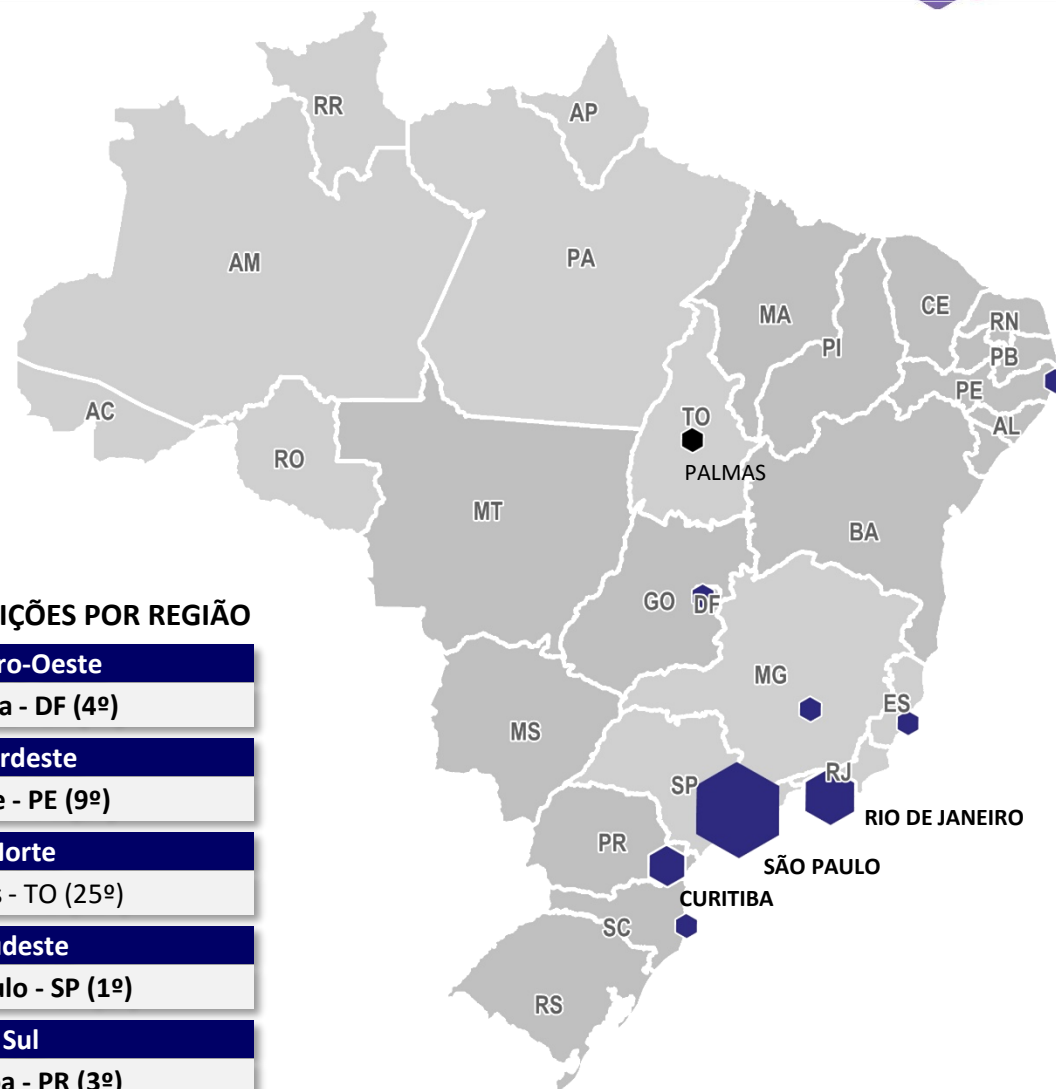 RR
AP
AM
PA
MA
CE
RN
PI
PB
PE
AC
TO
AL
RO
PALMAS
MT
BA
GO
DF
MG
ES
MS
SP
RJ
RIO DE JANEIRO
PR
SÃO PAULO
CURITIBA
SC
RS
IÇÕES POR REGIÃO
ro-Oeste
a - DF (4º)
rdeste
e - PE (9º)
Norte
s - TO (25º)
deste
ulo - SP (1º)
Sul
a - PR (3º)